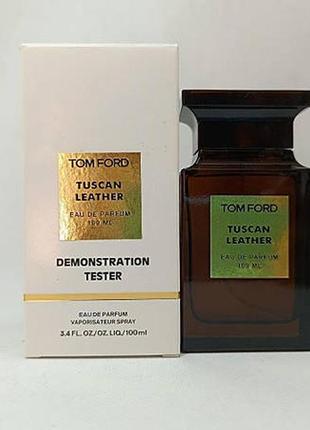 TOM FORD
TUSCAN
LEATHER
EAU DE PARFUM
100 ML
DEMONSTRATION
TESTER
EAU DE PARFUM
VAPORISATEUR SPRAY
3.4 FL. OZ./OZ. LIQ./100ml
TOM FORD
TUSCAN
LEATHER
EAU DE PARFUM
100 ML